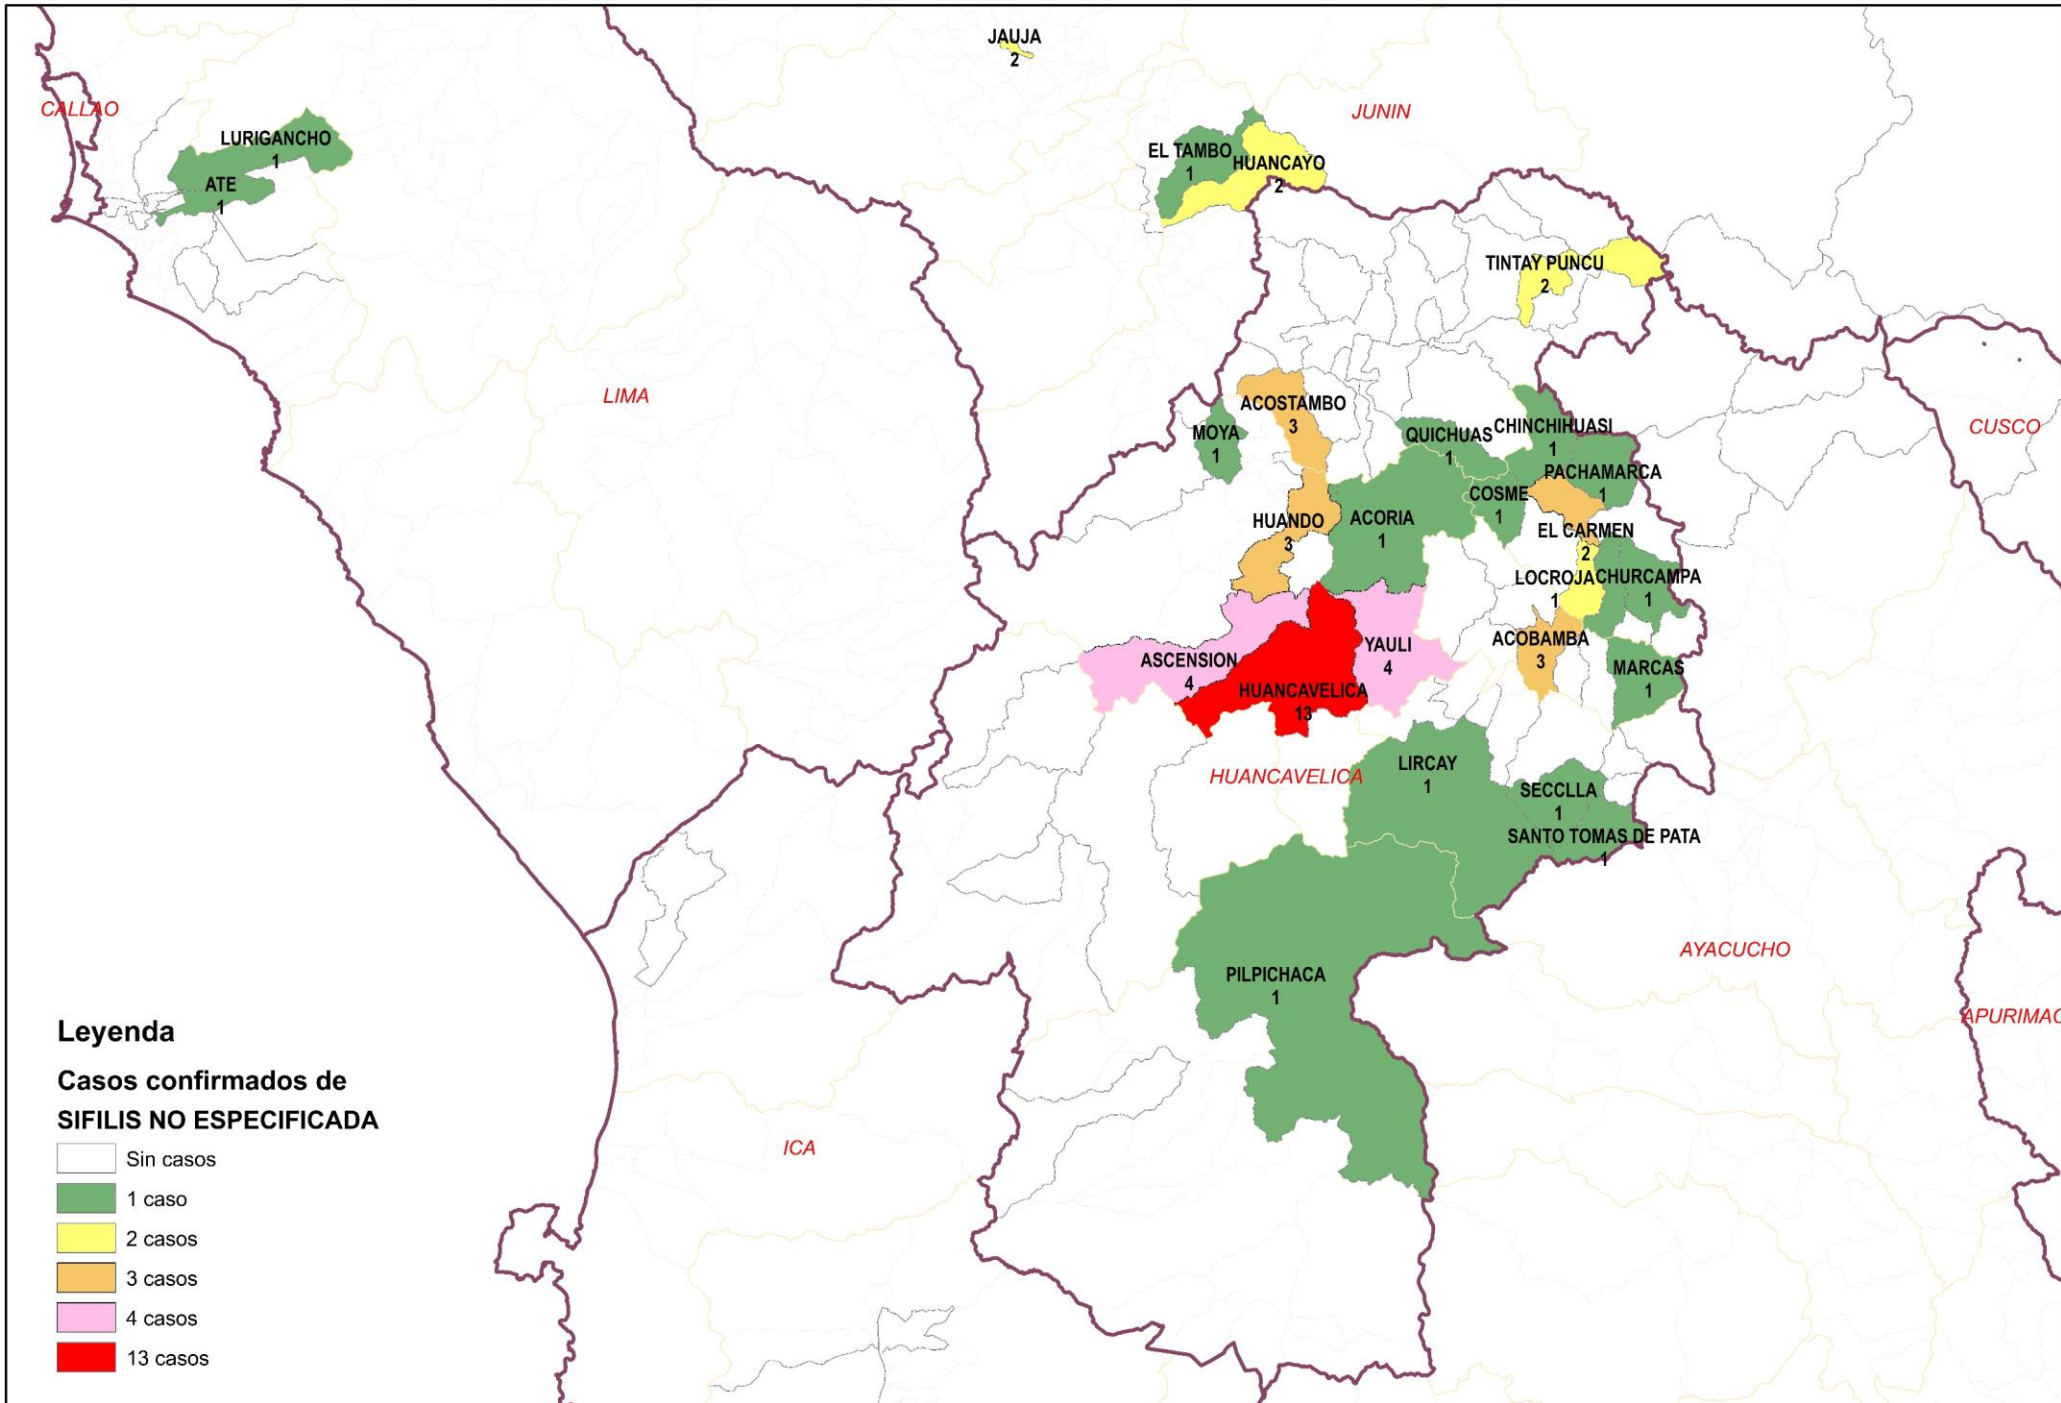 JAUJA
2
CALLAO
LURIGANCHO
1
ATE
1
JUNIN
EL TAMBO
1
HUANCAYO
2
TINTAY PUNCU
2
LIMA
CUSCO
ACOSTAMBO
3
MOYA
1
QUICHUAS
1
CHINCHIHUASI
1
PACHAMARCA
1
COSME
1
HUANDO
3
ACORIA
1
EL CARMEN
2
LOCROJA
1
CHURCAMPA
1
ACOBAMBA
3
YAULI
4
ASCENSION
4
MARCAS
1
HUANCAVELICA
13
HUANCAVELICA
LIRCAY
1
SECCLLA
1
SANTO TOMAS DE PATA
1
AYACUCHO
PILPICHACA
1
APURIMAC
ICA
Leyenda
Casos confirmados de
SIFILIS NO ESPECIFICADA
Sin casos
1 caso
2 casos
3 casos
4 casos
13 casos